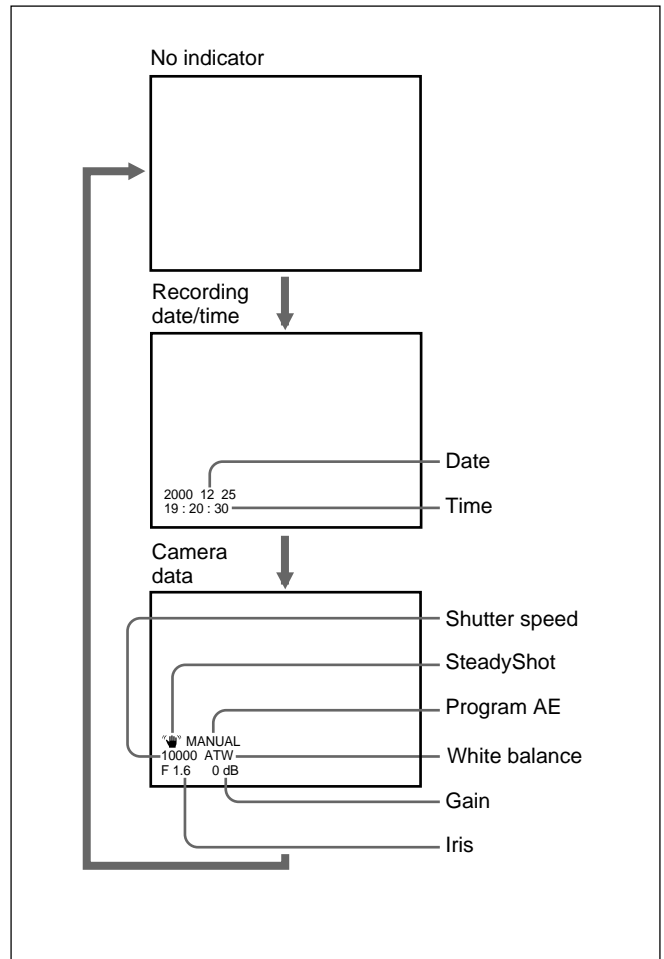 No indicator
Recording
date/time
2000 12 25
19 : 20 : 30
Date
Time
Camera
data
MANUAL
10000 ATW
F 1.6 0 dB
Shutter speed
SteadyShot
Program AE
White balance
Gain
Iris